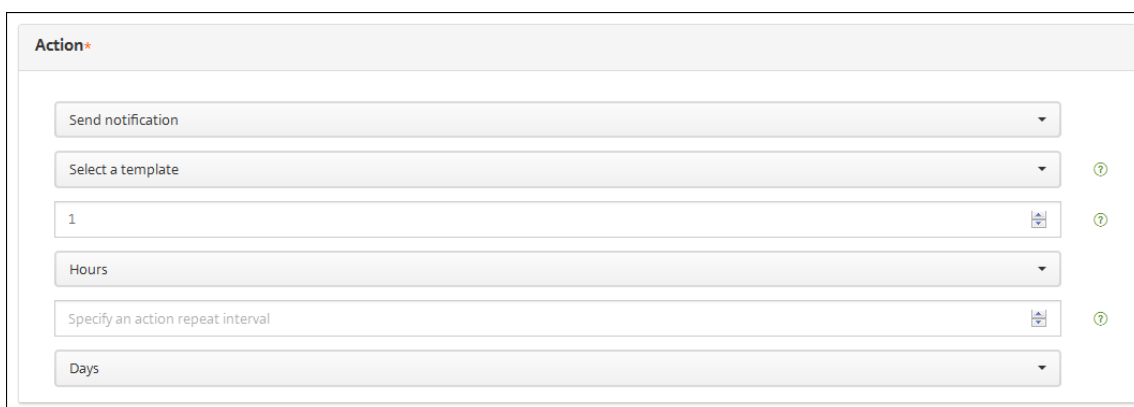 Action*
Send notification
Select a template
1
Hours
Specify an action repeat interval
Days